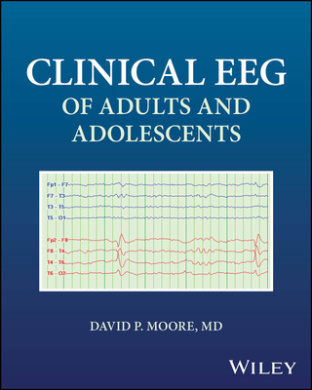 CLINICAL EEG
OF ADULTS AND
ADOLESCENTS
Fp1 - F7
F7 - T3
T3 - T5
T5 - O1
Fp2 - F8
F8 - T4
T4 - T6
T6 - O2
DAVID P. MOORE, MD
WILEY